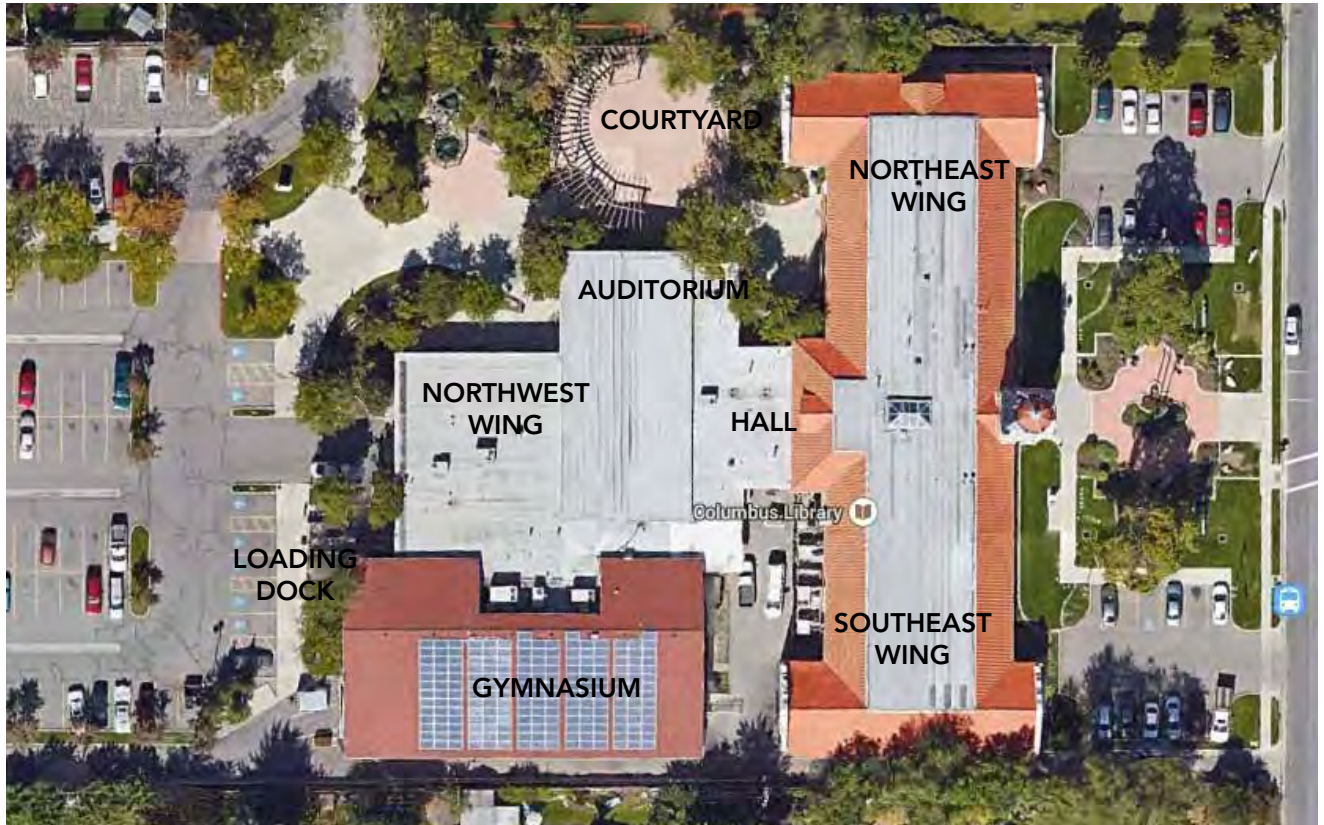 COURTYARD
NORTHEAST
WING
AUDITORIUM
NORTHWEST
WING
HALL
Columbus Library
LOADING
DOCK
SOUTHEAST
WING
GYMNASIUM